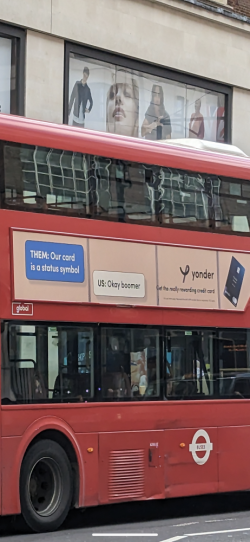 THEM: Our card
is a status symbol
US: Okay boomer
yonder
Get the really-rewarding credit card
global
BUSES